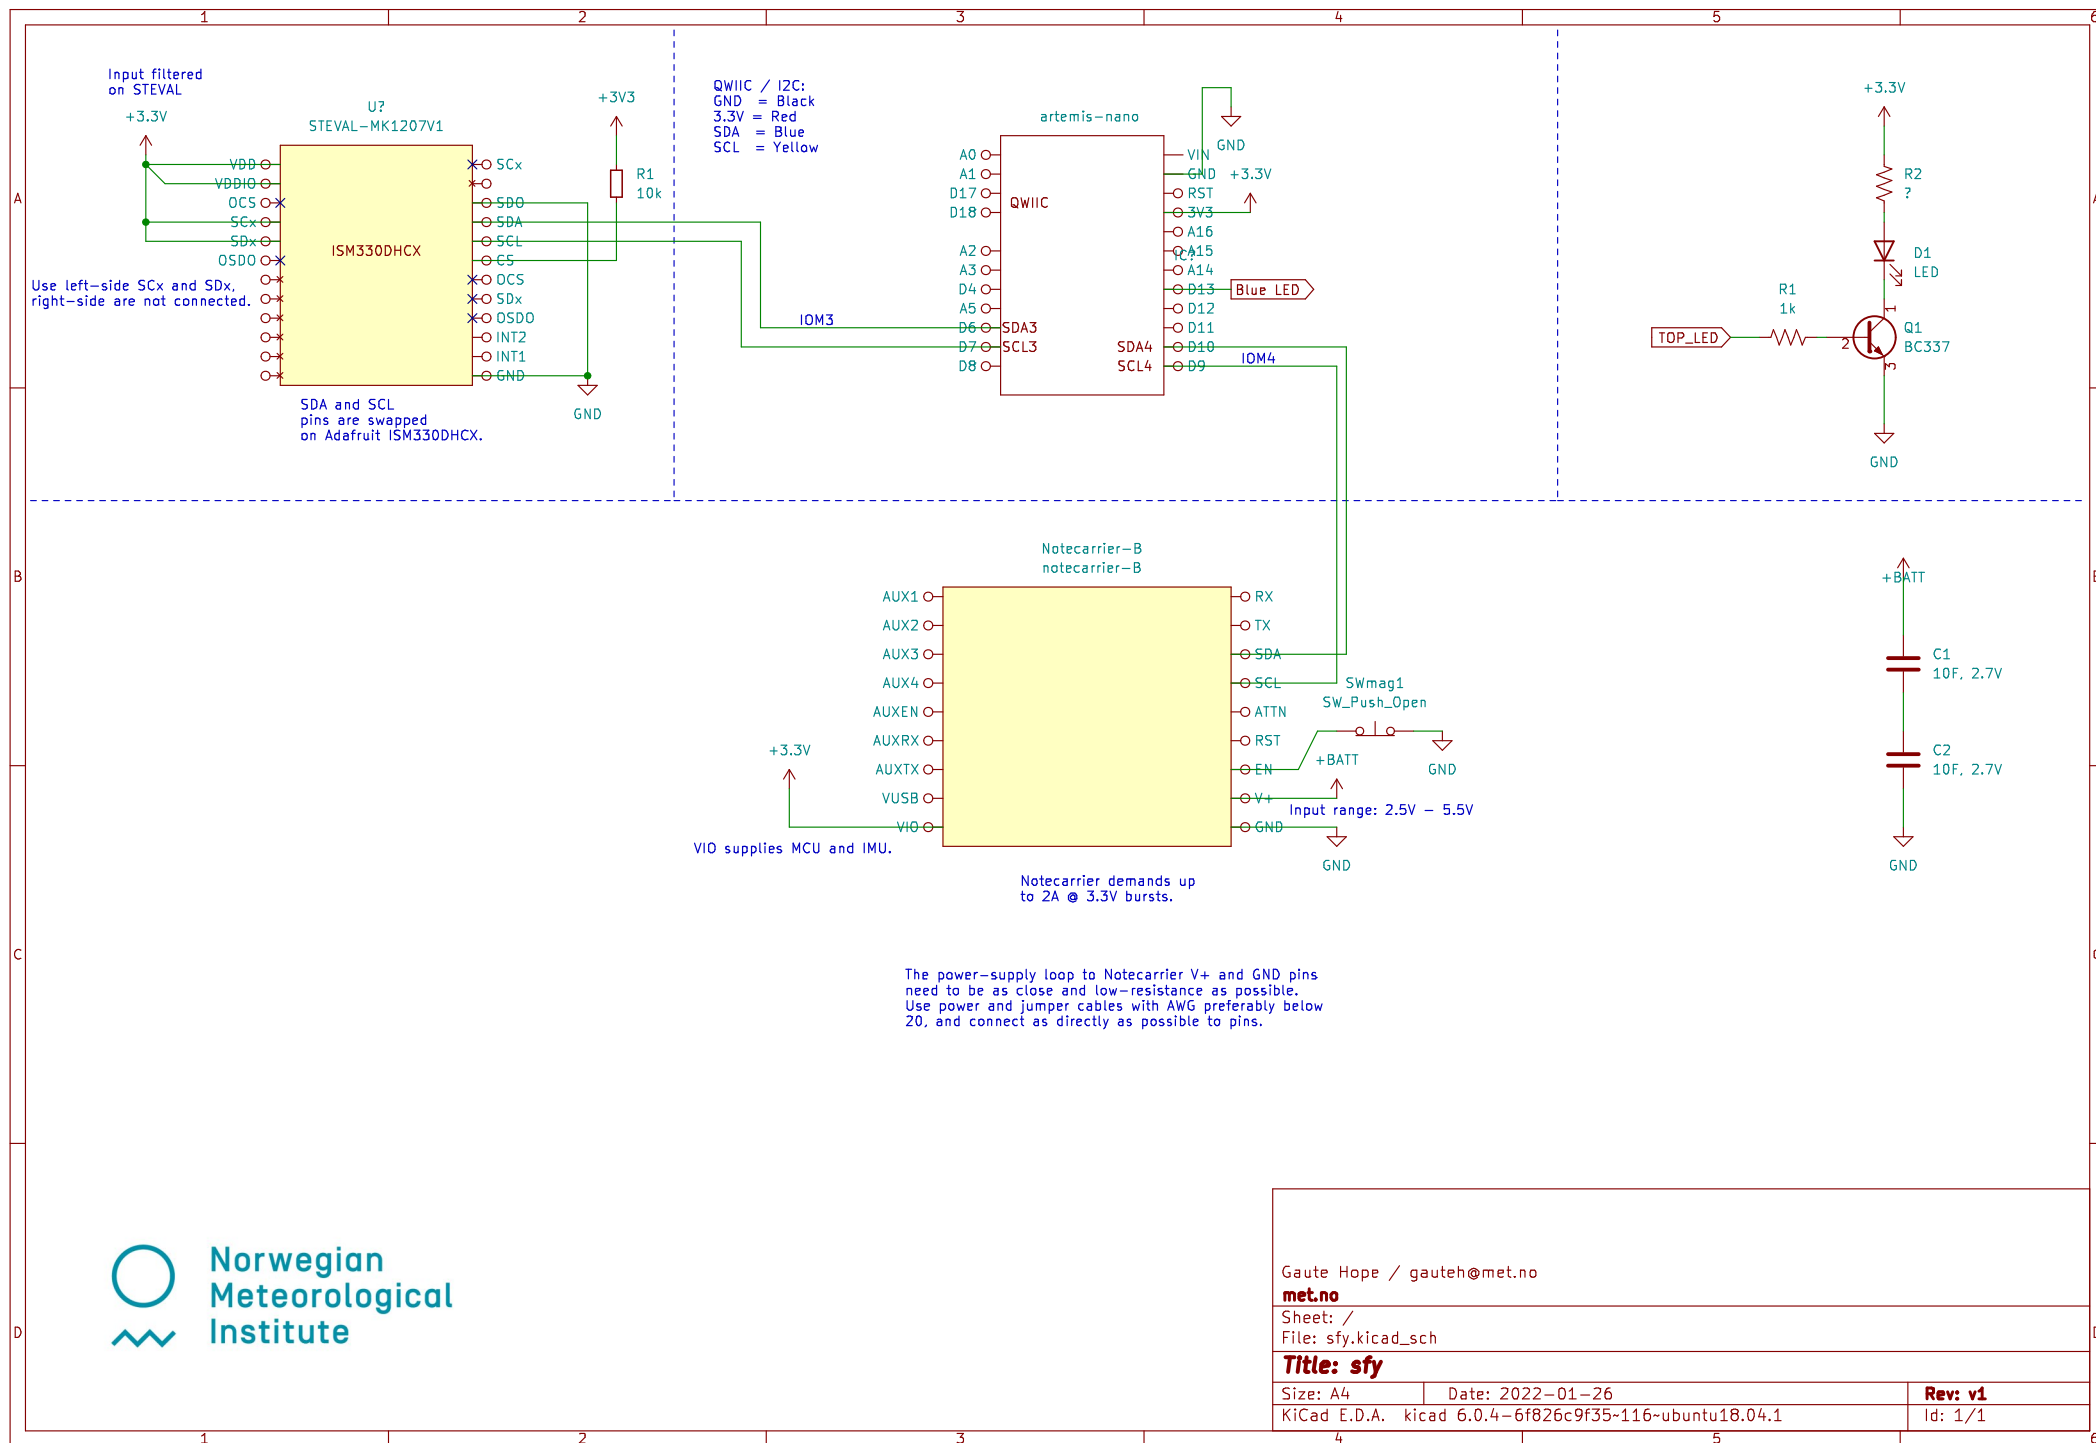 1
2
3
4
5
6
Input filtered
on STEVAL
+3.3V
U?
STEVAL-MK1207V1
VDD
VDDIO
OCS
SCx
SDx
OSDO
ISM330DHCX
SCx
SDO
SDA
SCL
CS
OCS
SDx
OSDO
INT2
INT1
GND
Use left-side SCx and SDx,
right-side are not connected.
SDA and SCL
pins are swapped
on Adafruit ISM330DHCX.
+3V3
R1
10k
GND
QWIIC / I2C:
GND = Black
3.3V = Red
SDA = Blue
SCL = Yellow
IOM3
artemis-nano
A0
A1
D17
D18
A2
A3
D4
A5
D6
D7
D8
QWIIC
SDA3
SCL3
SDA4
SCL4
VIN
GND
RST
3V3
A16
A15
IC?
A14
D13
D12
D11
D10
D9
GND
+3.3V
Blue LED
IOM4
+3.3V
R2
?
D1
LED
R1
1k
TOP_LED
1
2
3
Q1
BC337
GND
A
A
B
B
C
C
D
D
Notecarrier-B
notecarrier-B
AUX1
AUX2
AUX3
AUX4
AUXEN
AUXRX
AUXTX
VUSB
VIO
RX
TX
SDA
SCL
ATTN
RST
EN
V+
GND
+3.3V
VIO supplies MCU and IMU.
SWmag1
SW_Push_Open
GND
+BATT
Input range: 2.5V - 5.5V
GND
Notecarrier demands up
to 2A @ 3.3V bursts.
The power-supply loop to Notecarrier V+ and GND pins
need to be as close and low-resistance as possible.
Use power and jumper cables with AWG preferably below
20, and connect as directly as possible to pins.
+BATT
C1
10F, 2.7V
C2
10F, 2.7V
GND
Norwegian
Meteorological
Institute
Gaute Hope / gauteh@met.no
met.no
Sheet: /
File: sfy.kicad_sch
Title: sfy
Size: A4
Date: 2022-01-26
Rev: v1
KiCad E.D.A. kicad 6.0.4-6f826c9f35~116~ubuntu18.04.1
Id: 1/1
1
2
3
4
5
6